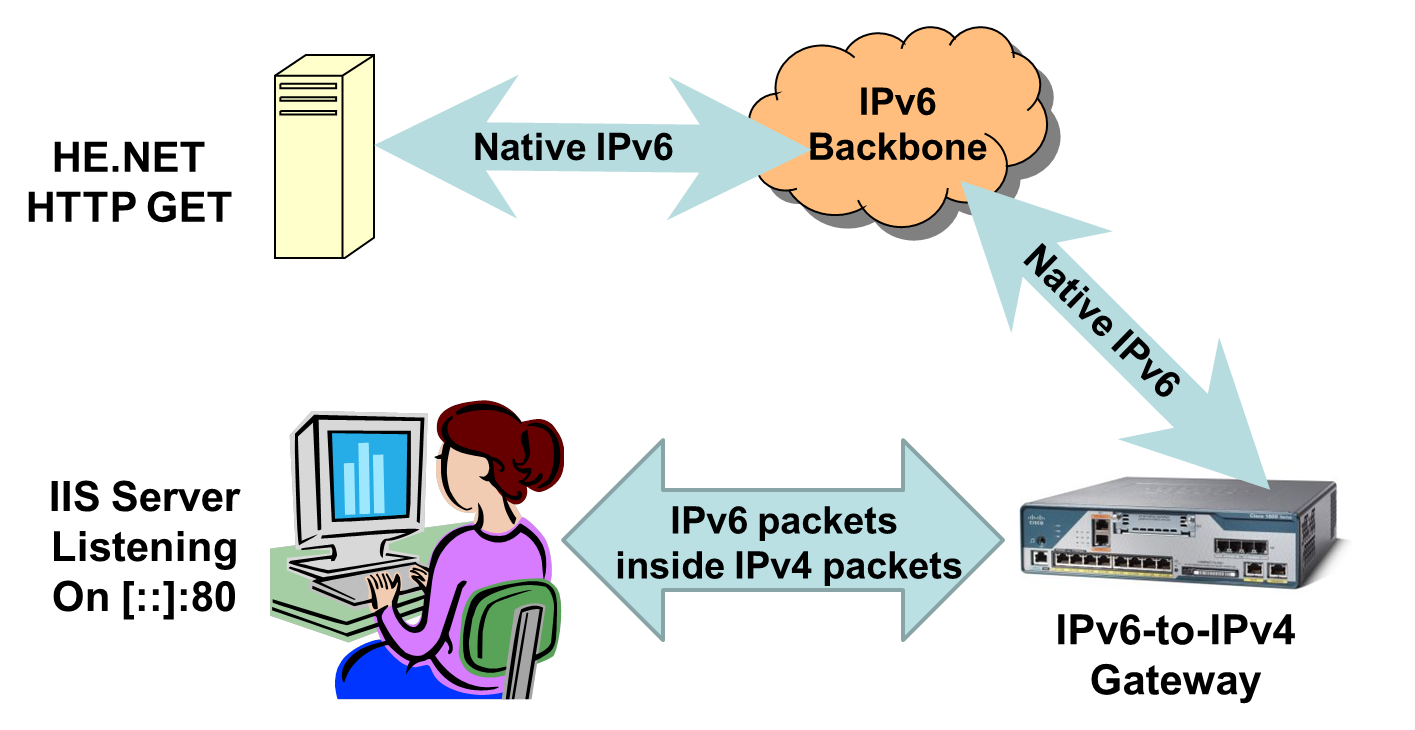 HE.NET
HTTP GET
Native IPv6
IPv6
Backbone
Native IPv6
IIS Server
Listening
On [::]:80
IPv6 packets
inside IPv4 packets
CISCO
IPv6-to-IPv4
Gateway